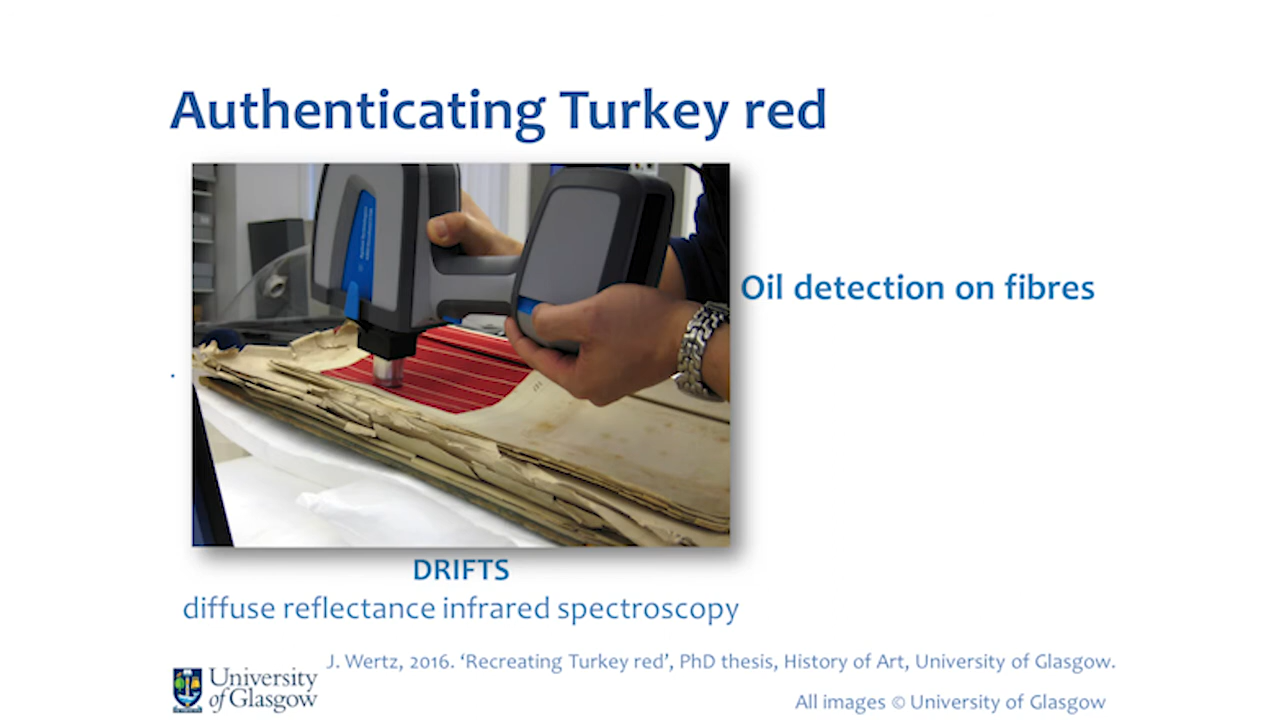 Authenticating Turkey red
Oil detection on fibres
DRIFTS
diffuse reflectance infrared spectroscopy
J. Wertz, 2016. ‘Recreating Turkey red’, PhD thesis, History of Art, University of Glasgow.
University
of Glasgow
All images © University of Glasgow